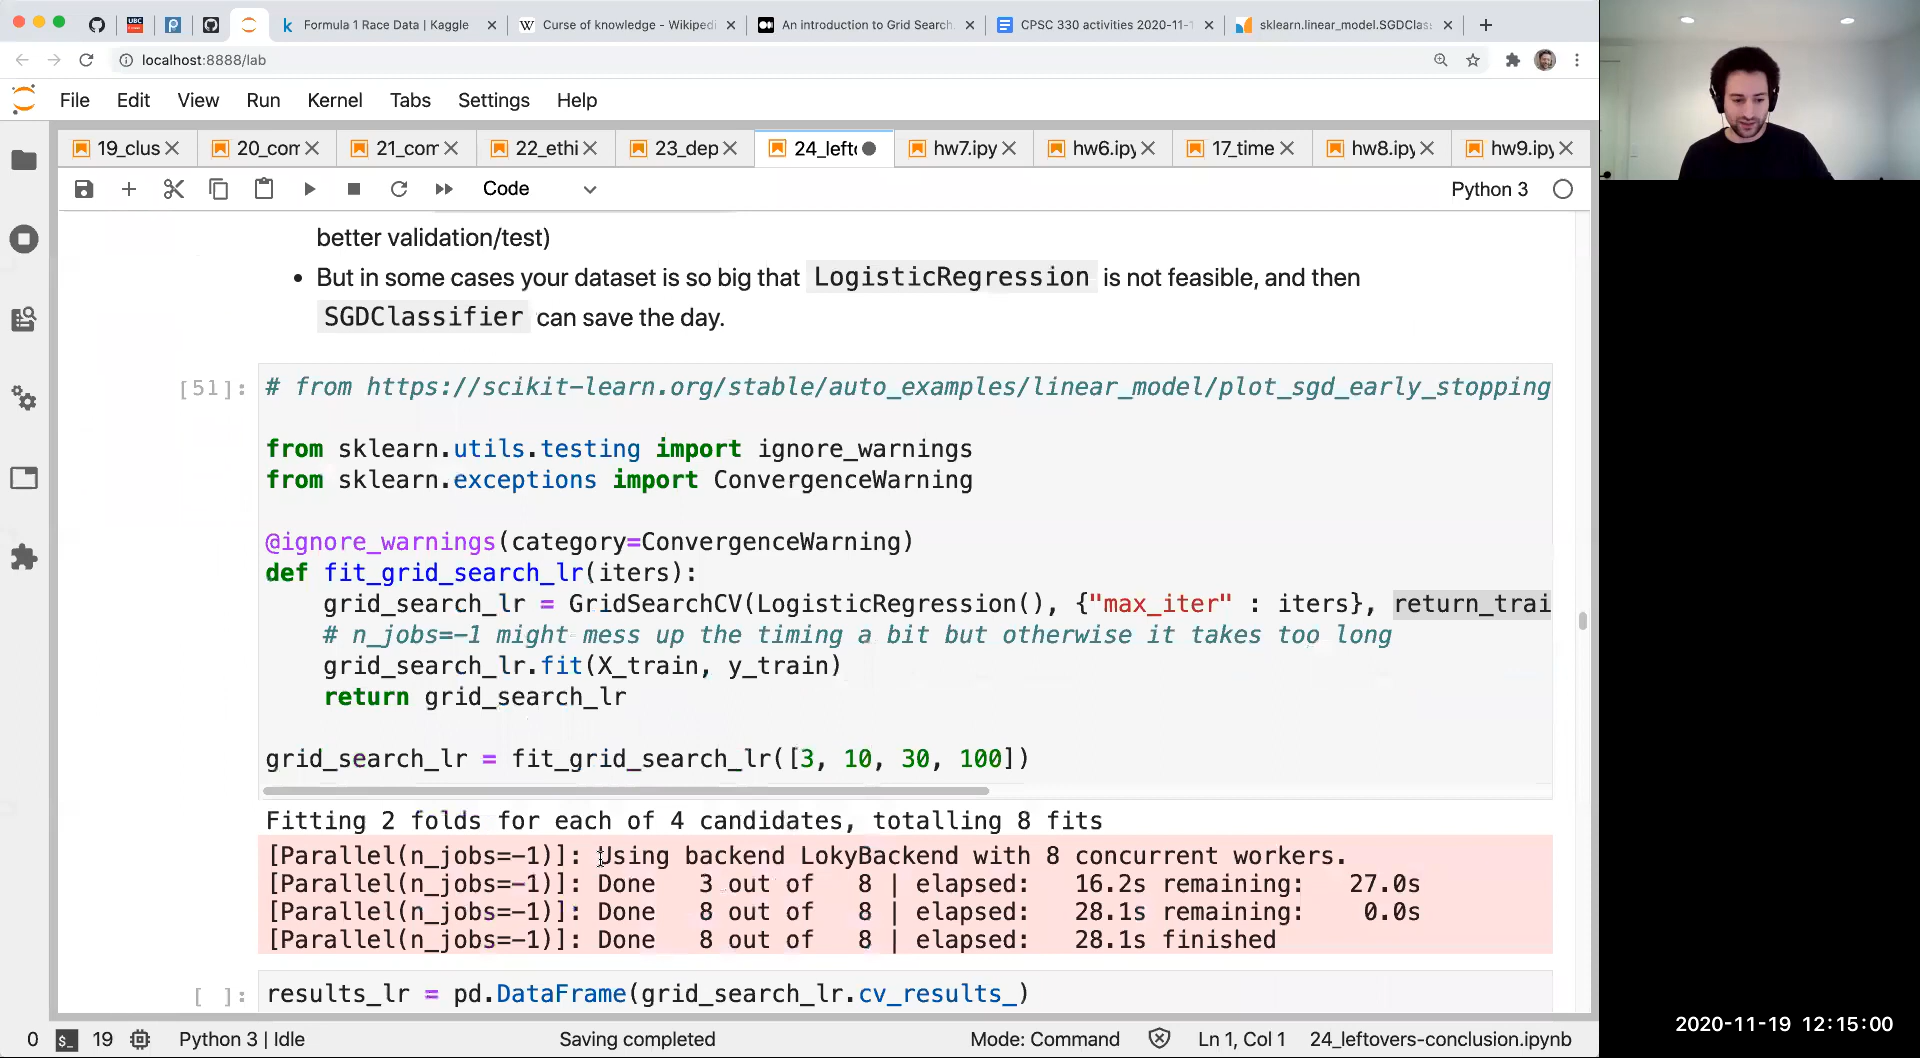 Formula 1 Race Data | Kaggle
Curse of knowledge - Wikiped
An introduction to Grid Search
CPSC 330 activities 2020-11-1
sklearn.linear_model.SGDClas
localhost:8888/lab
File Edit View Run Kernel Tabs Settings Help
19_clus 20_com 21_com 22_ethi 23_dep 24_lefto hw7.ipy hw6.ipy 17_time hw8.ipy hw9.ipy
Code Python 3
better validation/test)
• But in some cases your dataset is so big that LogisticRegression is not feasible, and then
SGDClassifier can save the day.
[51]: # from https://scikit-learn.org/stable/auto_examples/linear_model/plot_sgd_early_stopping
from sklearn.utils.testing import ignore_warnings
from sklearn.exceptions import ConvergenceWarning
@ignore_warnings(category=ConvergenceWarning)
def fit_grid_search_lr(iters):
grid_search_lr = GridSearchCV(LogisticRegression(), {"max_iter" : iters}, return_trai
# n_jobs=-1 might mess up the timing a bit but otherwise it takes too long
grid_search_lr.fit(X_train, y_train)
return grid_search_lr
grid_search_lr = fit_grid_search_lr([3, 10, 30, 100])
Fitting 2 folds for each of 4 candidates, totalling 8 fits
[Parallel(n_jobs=-1)]: Using backend LokyBackend with 8 concurrent workers.
[Parallel(n_jobs=-1)]: Done 3 out of 8 | elapsed: 16.2s remaining: 27.0s
[Parallel(n_jobs=-1)]: Done 8 out of 8 | elapsed: 28.1s remaining: 0.0s
[Parallel(n_jobs=-1)]: Done 8 out of 8 | elapsed: 28.1s finished
[ ]: results_lr = pd.DataFrame(grid_search_lr.cv_results_)
0 19 Python 3 | Idle Saving completed Mode: Command Ln 1, Col 1 24_leftovers-conclusion.ipynb
2020-11-19 12:15:00